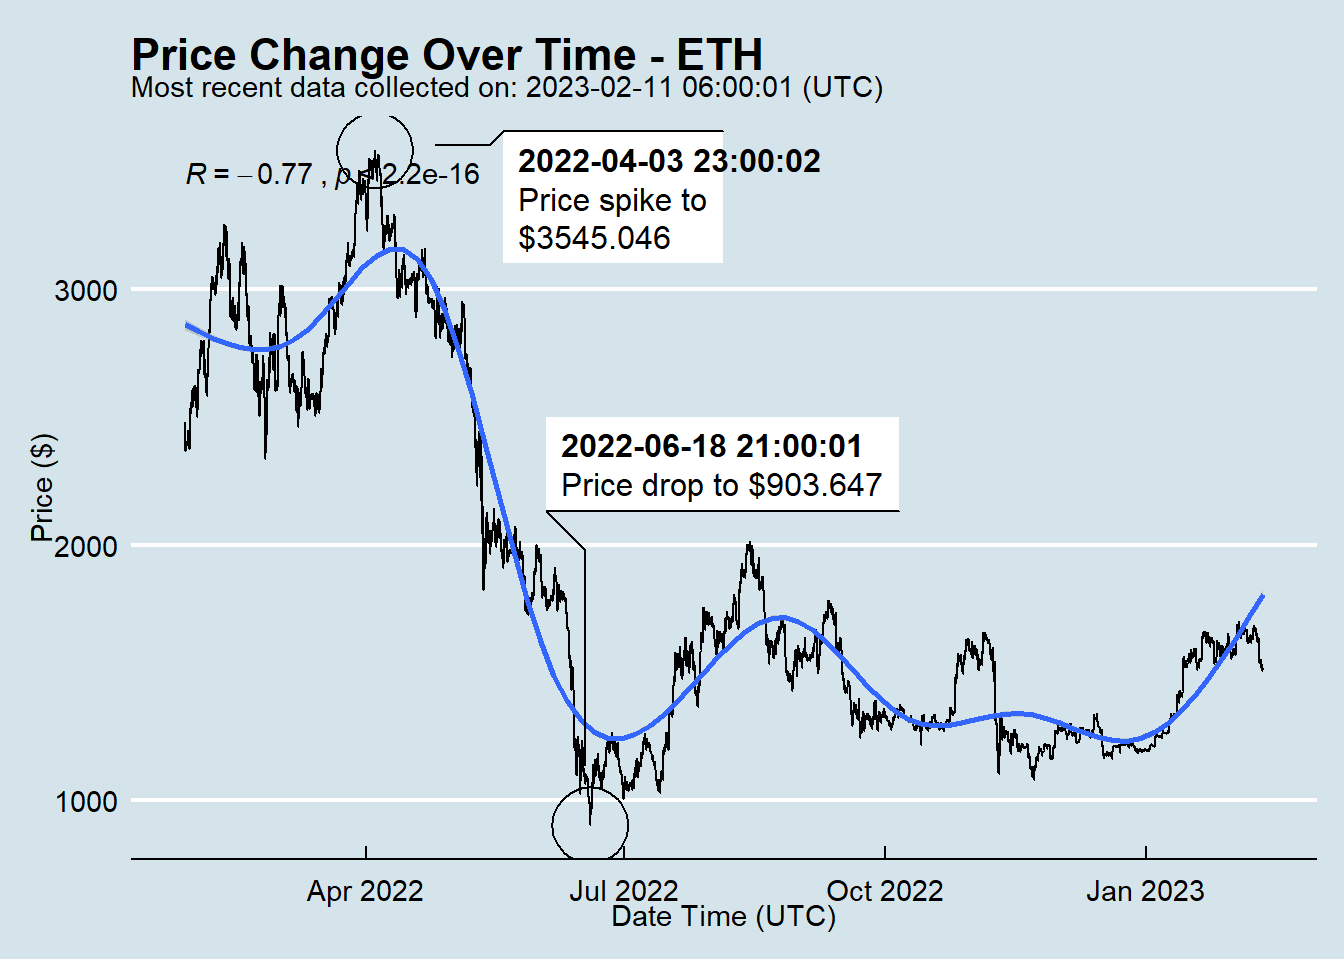 Price Change Over Time - ETH
Most recent data collected on: 2023-02-11 06:00:01 (UTC)
R = −0.77 , p < 2.2e-16
2022-04-03 23:00:02
Price spike to
$3545.046
2022-06-18 21:00:01
Price drop to $903.647
Price ($)
3000
2000
1000
Apr 2022 Jul 2022 Oct 2022 Jan 2023
Date Time (UTC)